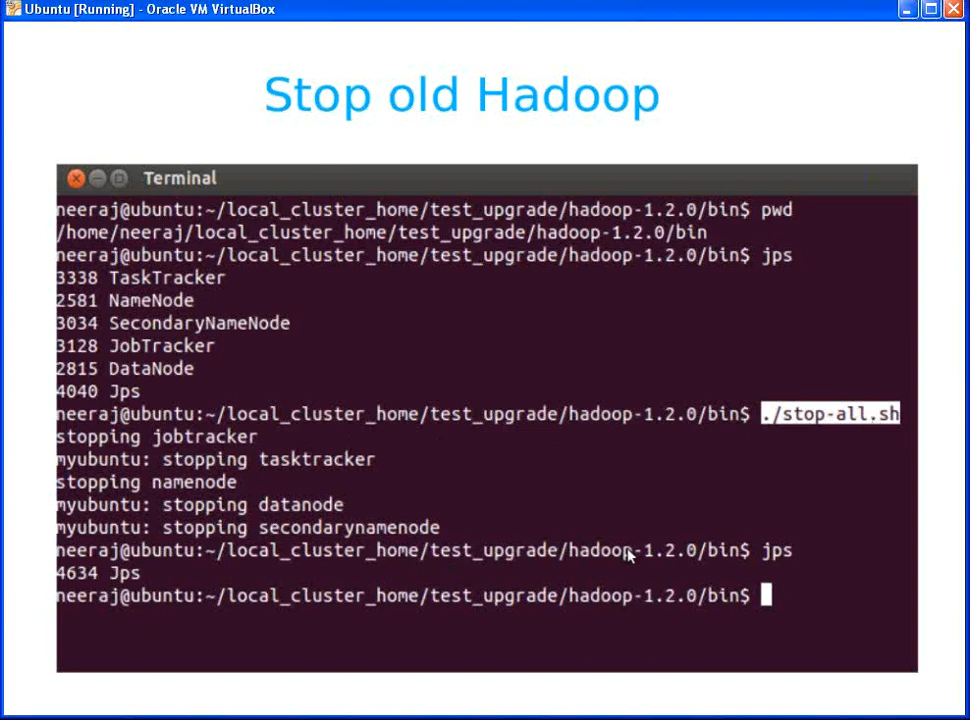 Ubuntu [Running] - Oracle VM VirtualBox
Stop old Hadoop
Terminal
neeraj@ubuntu:~/local_cluster_home/test_upgrade/hadoop-1.2.0/bin$ pwd
/home/neeraj/local_cluster_home/test_upgrade/hadoop-1.2.0/bin
neeraj@ubuntu:~/local_cluster_home/test_upgrade/hadoop-1.2.0/bin$ jps
3338 TaskTracker
2581 NameNode
3034 SecondaryNameNode
3128 JobTracker
2815 DataNode
4040 Jps
neeraj@ubuntu:~/local_cluster_home/test_upgrade/hadoop-1.2.0/bin$ ./stop-all.sh
stopping jobtracker
myubuntu: stopping tasktracker
stopping namenode
myubuntu: stopping datanode
myubuntu: stopping secondarynamenode
neeraj@ubuntu:~/local_cluster_home/test_upgrade/hadoop-1.2.0/bin$ jps
4634 Jps
neeraj@ubuntu:~/local_cluster_home/test_upgrade/hadoop-1.2.0/bin$